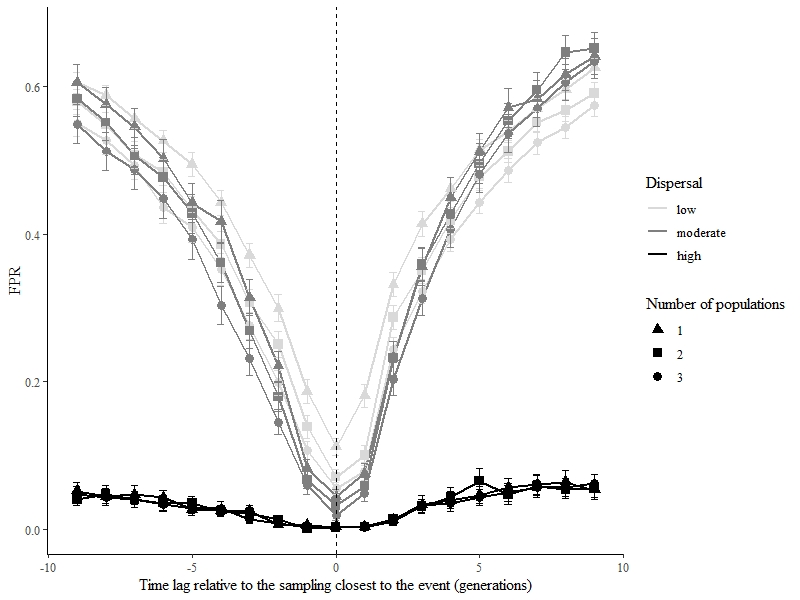 0.6
0.4
0.2
0.0
FPR
-10
-5
0
5
10
Time lag relative to the sampling closest to the event (generations)
Dispersal
low
moderate
high
Number of populations
1
2
3